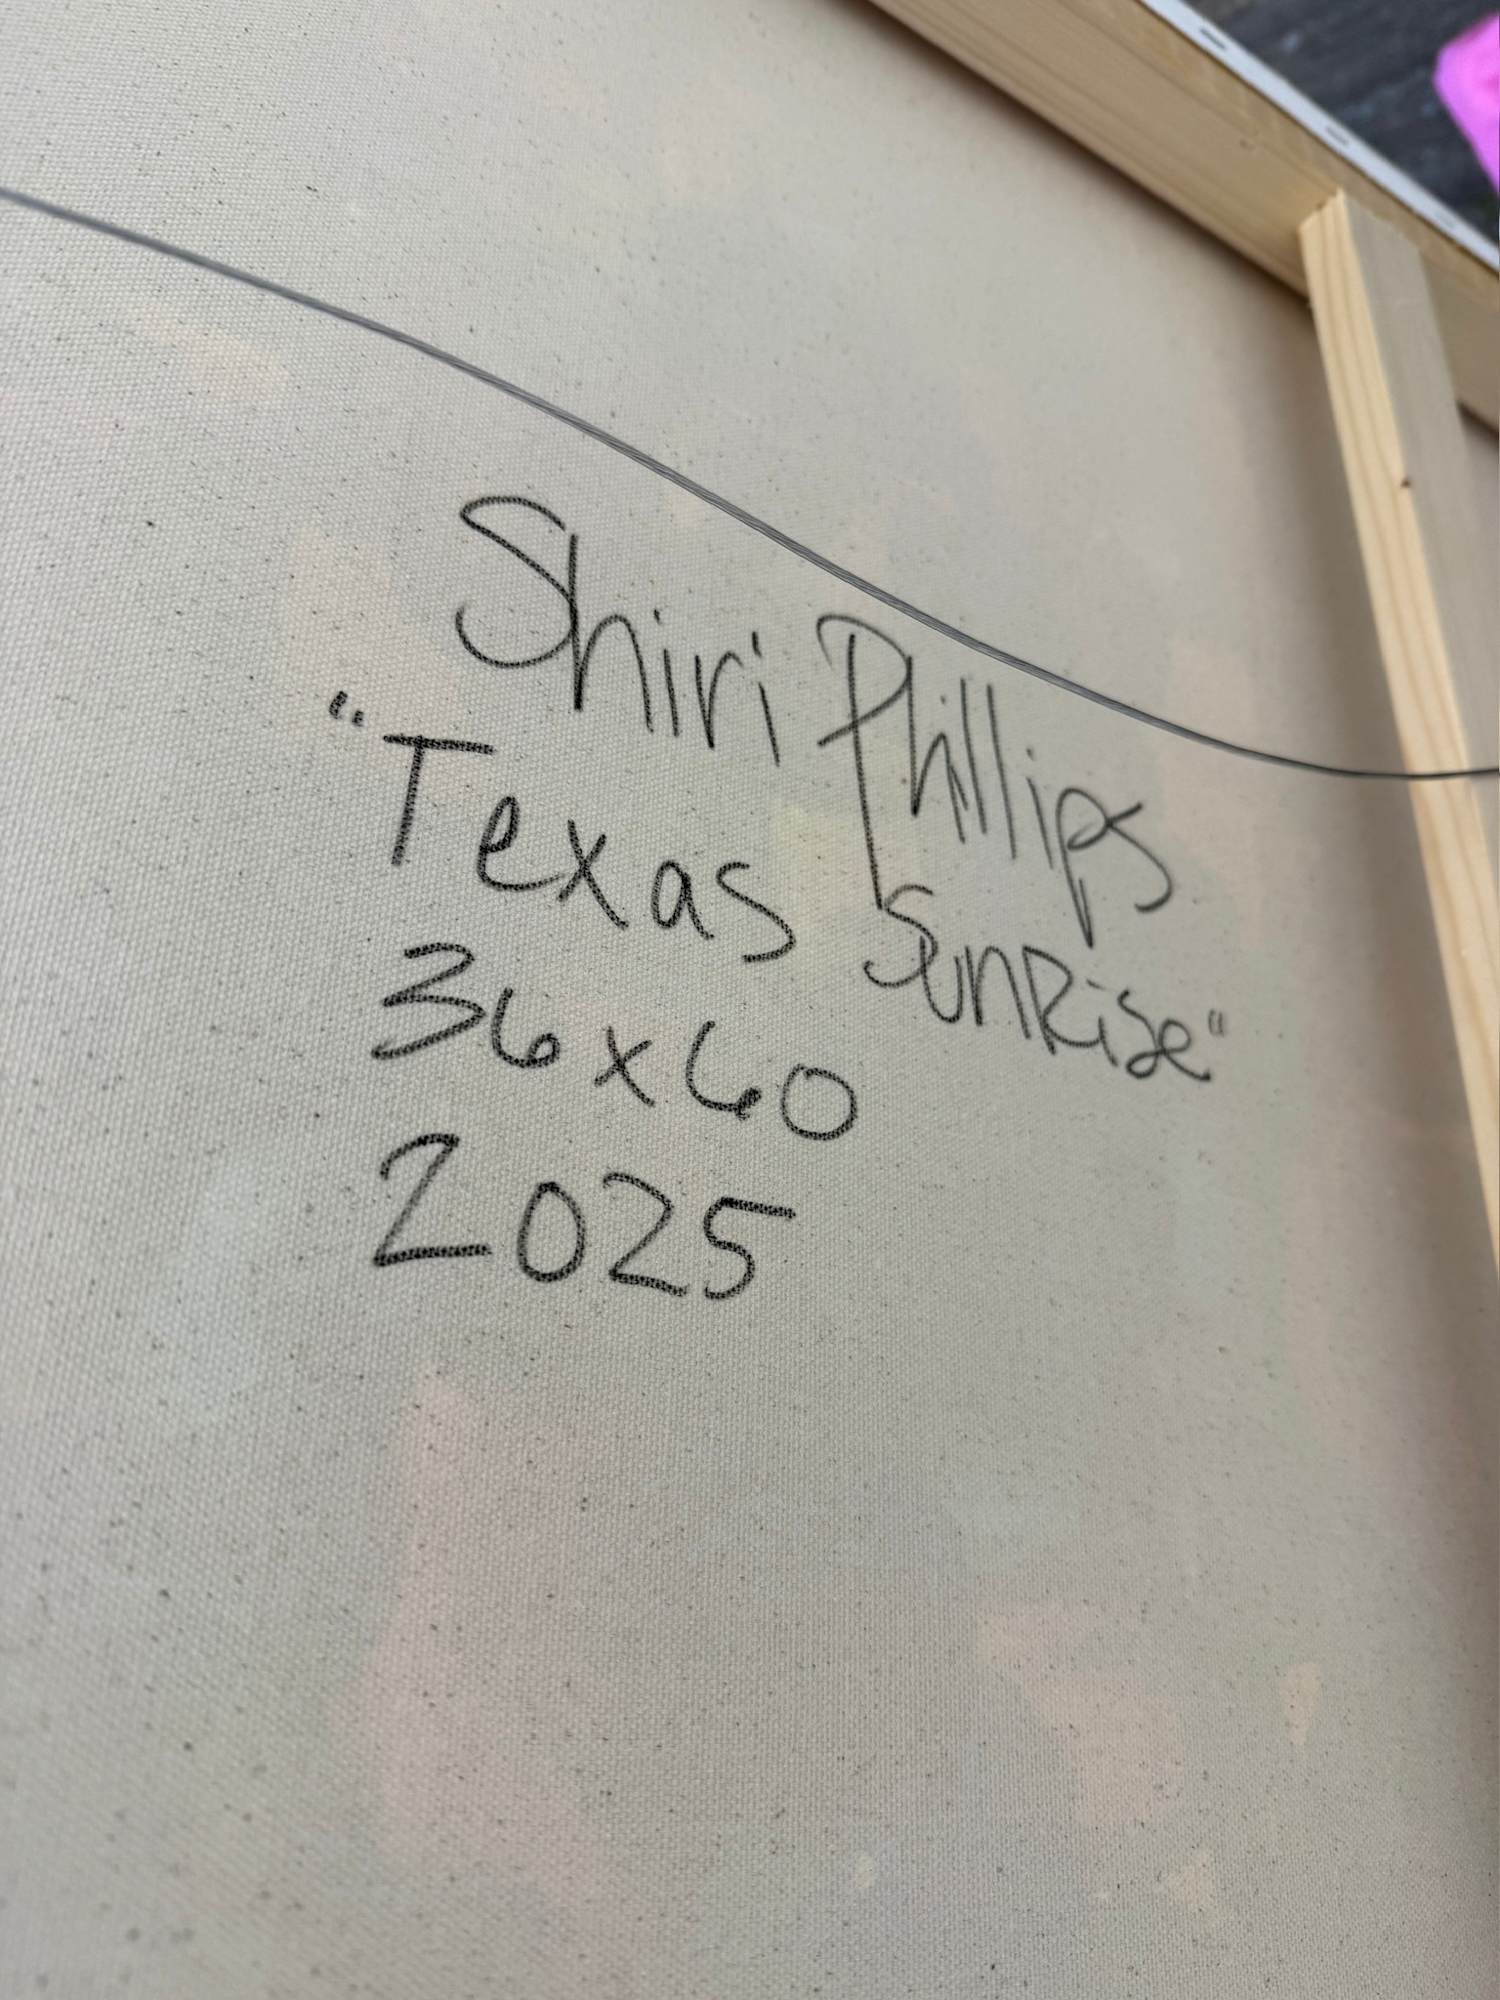 Shiri Phillips
"Texas SunRise"
36x60
2025